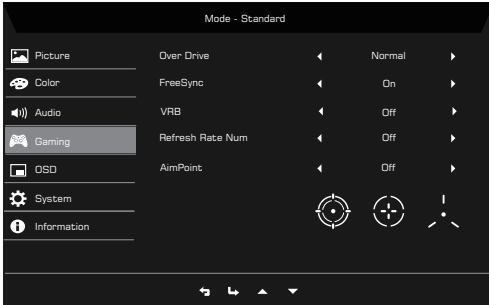 Mode - Standard
Picture
Color
Audio
Gaming
OSD
System
Information
Over Drive Normal
FreeSync On
VRB Off
Refresh Rate Num Off
AimPoint Off